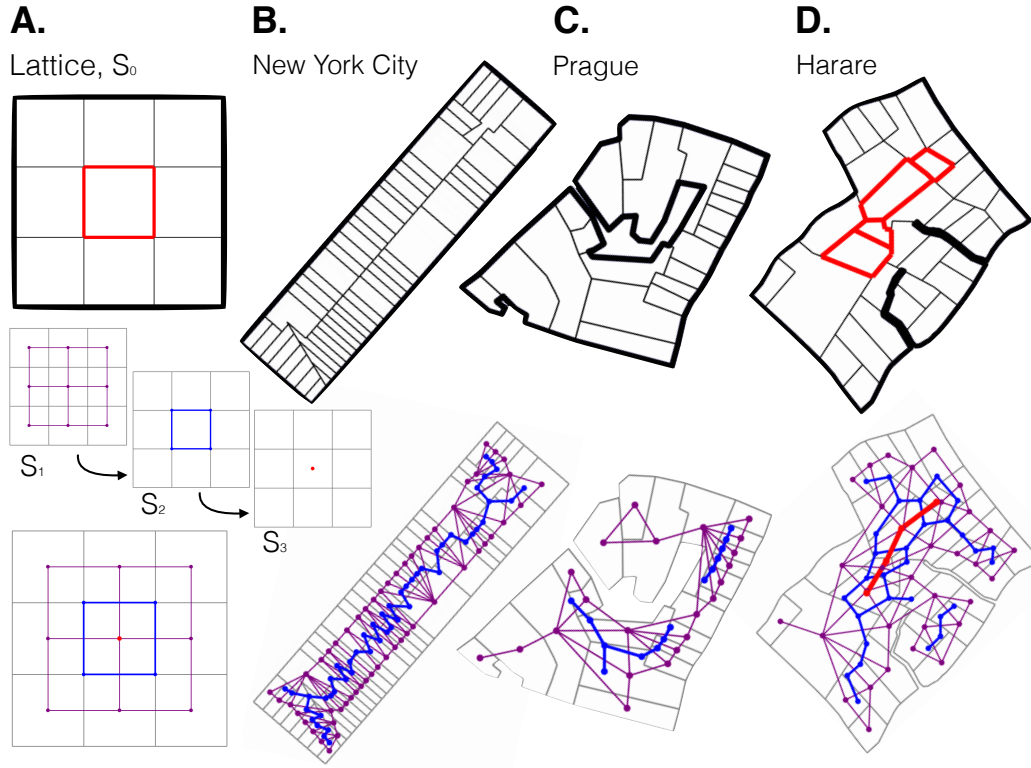 A.
Lattice, S₀
B.
New York City
C.
Prague
D.
Harare
S₁
S₂
S₃